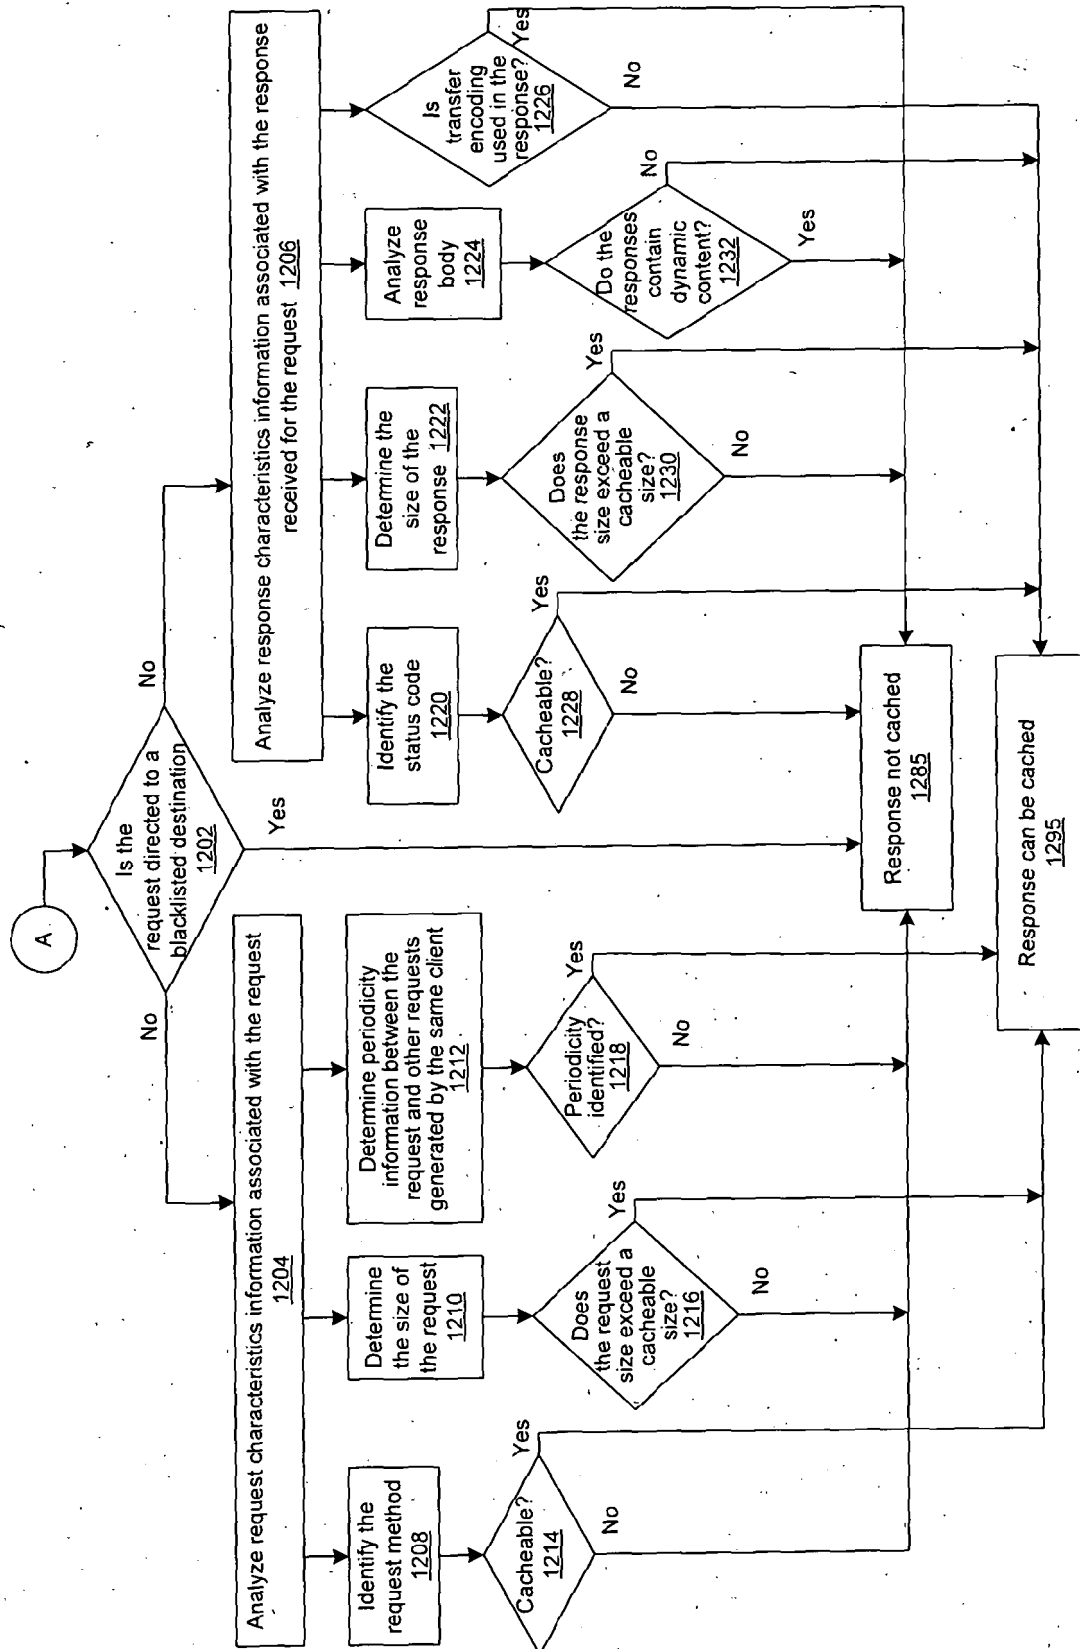 A
Is the
request directed to a
blacklisted destination
1202
No
No
Yes
Analyze request characteristics information associated with the request
1204
Analyze response characteristics information associated with the response
received for the request 1206
Identify the
request method
1208
Determine
the size of
the request
1210
Determine periodicity
information between the
request and other requests
generated by the same client
1212
Identify the
status code
1220
Determine the
size of the
response 1222
Analyze
response
body
1224
Is
transfer
encoding
used in the
response?
1226
Yes
No
Cacheable?
1214
Yes
No
Does
the request
size exceed a
cacheable
size?
1216
Yes
No
Periodicity
identified?
1218
Yes
No
Cacheable?
1228
Yes
No
Does
the response
size exceed a
cacheable
size?
1230
Yes
No
Do the
responses
contain
dynamic
content?
1232
No
Yes
Response not cached
1285
Response can be cached
1295